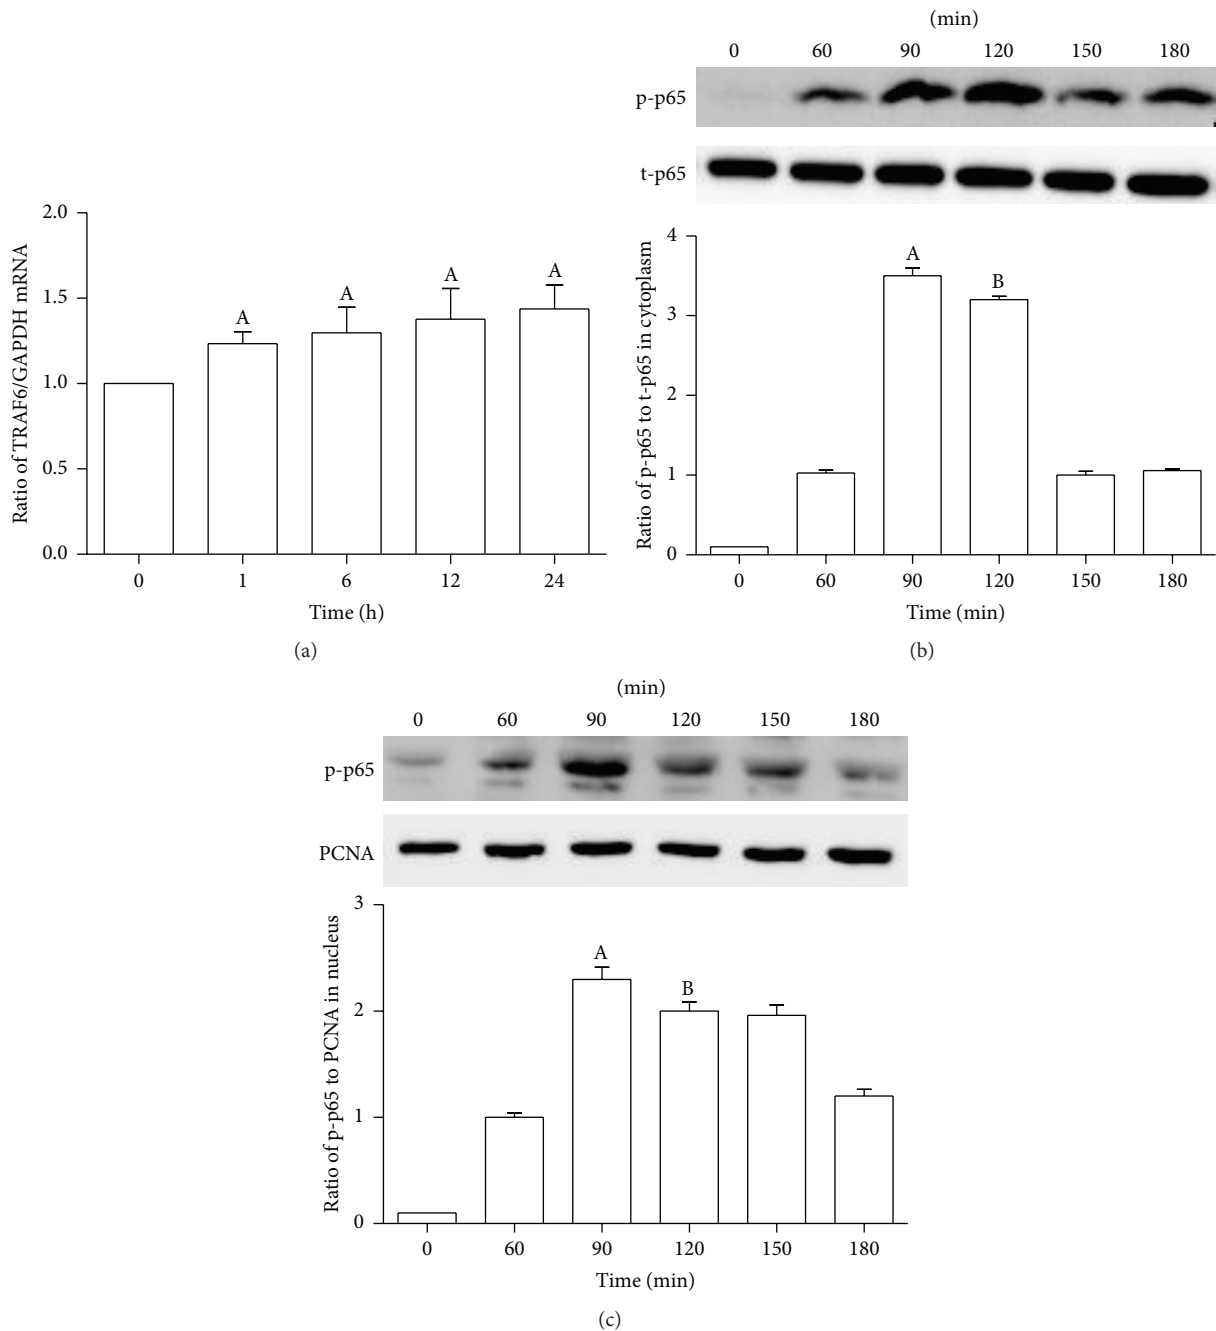 2.0
1.5
1.0
0.5
0.0
Ratio of TRAF6/GAPDH mRNA
A
A
A
A
0 1 6 12 24
Time (h)
(a)
(min)
0 60 90 120 150 180
p-p65
t-p65
4
3
2
1
0
Ratio of p-p65 to t-p65 in cytoplasm
A
B
0 60 90 120 150 180
Time (min)
(b)
(min)
0 60 90 120 150 180
p-p65
PCNA
3
2
1
0
Ratio of p-p65 to PCNA in nucleus
A
B
0 60 90 120 150 180
Time (min)
(c)